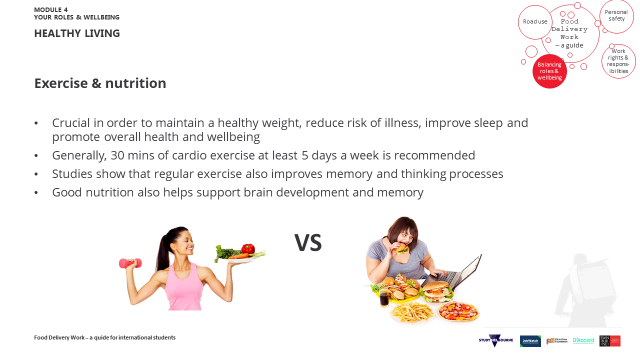 MODULE 4
YOUR ROLES & WELLBEING
HEALTHY LIVING
Road use
Food
Delivery
Work
– a guide
Personal
safety
Balancing
roles &
wellbeing
Work
rights &
respons-
ibilities
Exercise & nutrition
• Crucial in order to maintain a healthy weight, reduce risk of illness, improve sleep and
promote overall health and wellbeing
• Generally, 30 mins of cardio exercise at least 5 days a week is recommended
• Studies show that regular exercise also improves memory and thinking processes
• Good nutrition also helps support brain development and memory
VS
Food Delivery Work – a guide for international students